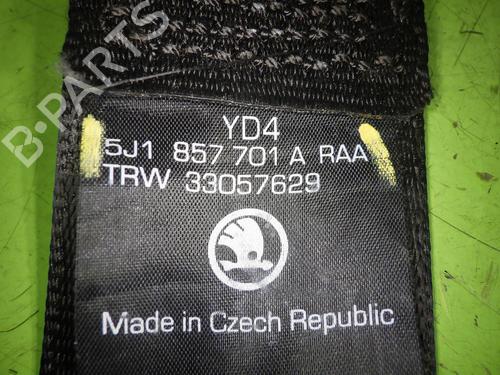 B-PARTS
YD4
5J1 857 701 A RAA
TRW 33057629
Made in Czech Republic